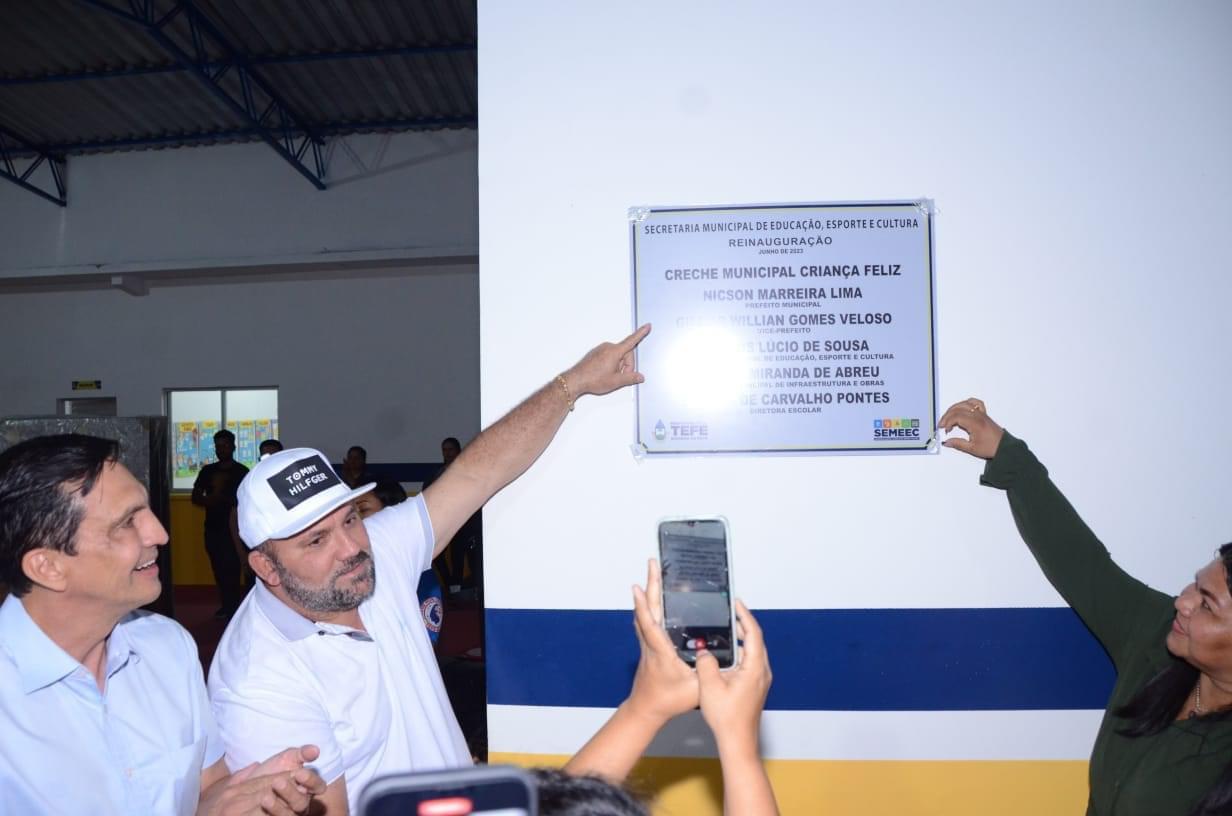 SECRETARIA MUNICIPAL DE EDUCAÇÃO, ESPORTE E CULTURA
REINAUGURAÇÃO
JUNHO DE 2023
CRECHE MUNICIPAL CRIANÇA FELIZ
NICSON MARREIRA LIMA
PREFEITO MUNICIPAL
WILLIAN GOMES VELOSO
VICE-PREFEITO
LÚCIO DE SOUSA
DE EDUCAÇÃO, ESPORTE E CULTURA
MIRANDA DE ABREU
DE INFRAESTRUTURA E OBRAS
DE CARVALHO PONTES
DIRETORA ESCOLAR
TEFÉ
SEMEEC
TOMMY
HILFGER